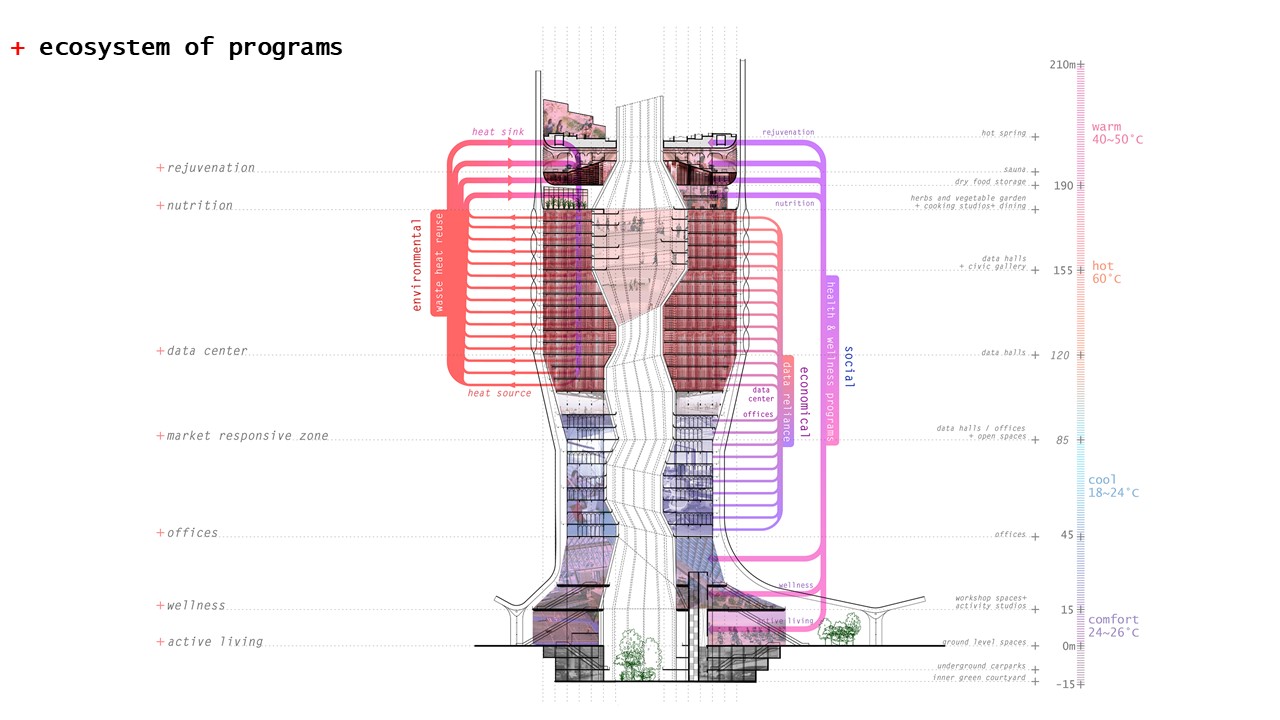 + ecosystem of programs
210m
heat sink
rejuvenation
hot spring
warm
40~50°C
+ rejuvenation
sauna
dry food storage
190
+ nutrition
nutrition
herbs and vegetable garden
+ cooking studios+ dining
environmental
waste heat reuse
data halls
+ civic gallery
155
hot
60°C
health & wellness programs
social
+ data center
data halls
120
economical
data reliance
heat source
data
center
offices
+ market responsive zone
data halls / offices
+ open spaces
85
cool
18~24°C
+ offices
offices
45
wellness
+ wellness
workshop spaces+
activity studios
15
active living
comfort
24~26°C
+ active living
ground level spaces
0m
underground carparks
inner green courtyard
-15